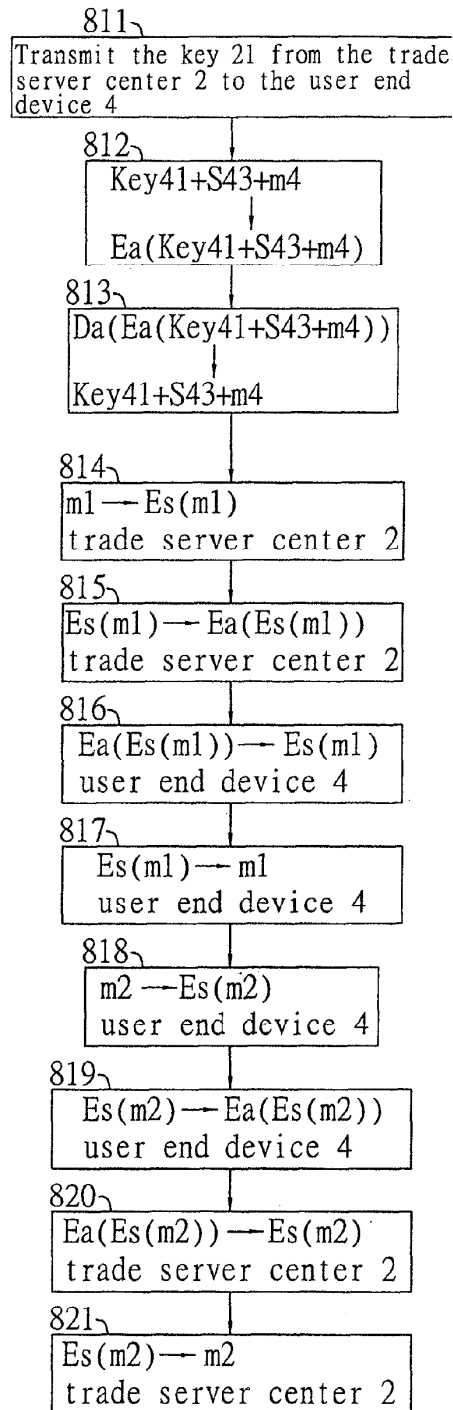 811
Transmit the key 21 from the trade
server center 2 to the user end
device 4
812
Key41+S43+m4
↓
Ea(Key41+S43+m4)
813
Da(Ea(Key41+S43+m4))
↓
Key41+S43+m4
814
m1→Es(m1)
trade server center 2
815
Es(m1)→Ea(Es(m1))
trade server center 2
816
Ea(Es(m1))→Es(m1)
user end device 4
817
Es(m1)→m1
user end device 4
818
m2→Es(m2)
user end device 4
819
Es(m2)→Ea(Es(m2))
user end device 4
820
Ea(Es(m2))→Es(m2)
trade server center 2
821
Es(m2)→m2
trade server center 2